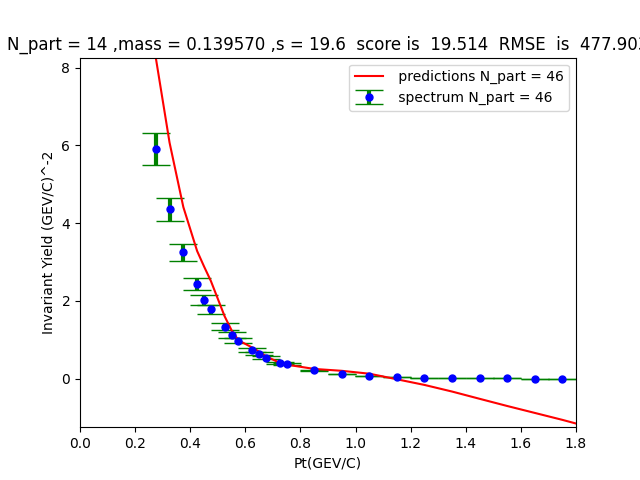 N_part = 14 ,mass = 0.139570 ,s = 19.6  score is  19.514  RMSE  is  477.903
predictions N_part = 46
spectrum N_part = 46
Invariant Yield (GEV/C)^-2
8
6
4
2
0
0.0 0.2 0.4 0.6 0.8 1.0 1.2 1.4 1.6 1.8
Pt(GEV/C)